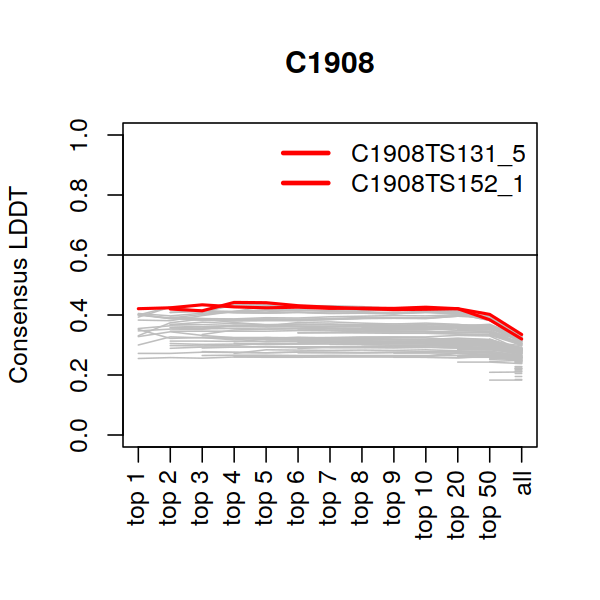 C1908
C1908TS131_5
C1908TS152_1
Consensus LDDT
1.0
0.8
0.6
0.4
0.2
0.0
top 1
top 2
top 3
top 4
top 5
top 6
top 7
top 8
top 9
top 10
top 20
top 50
all